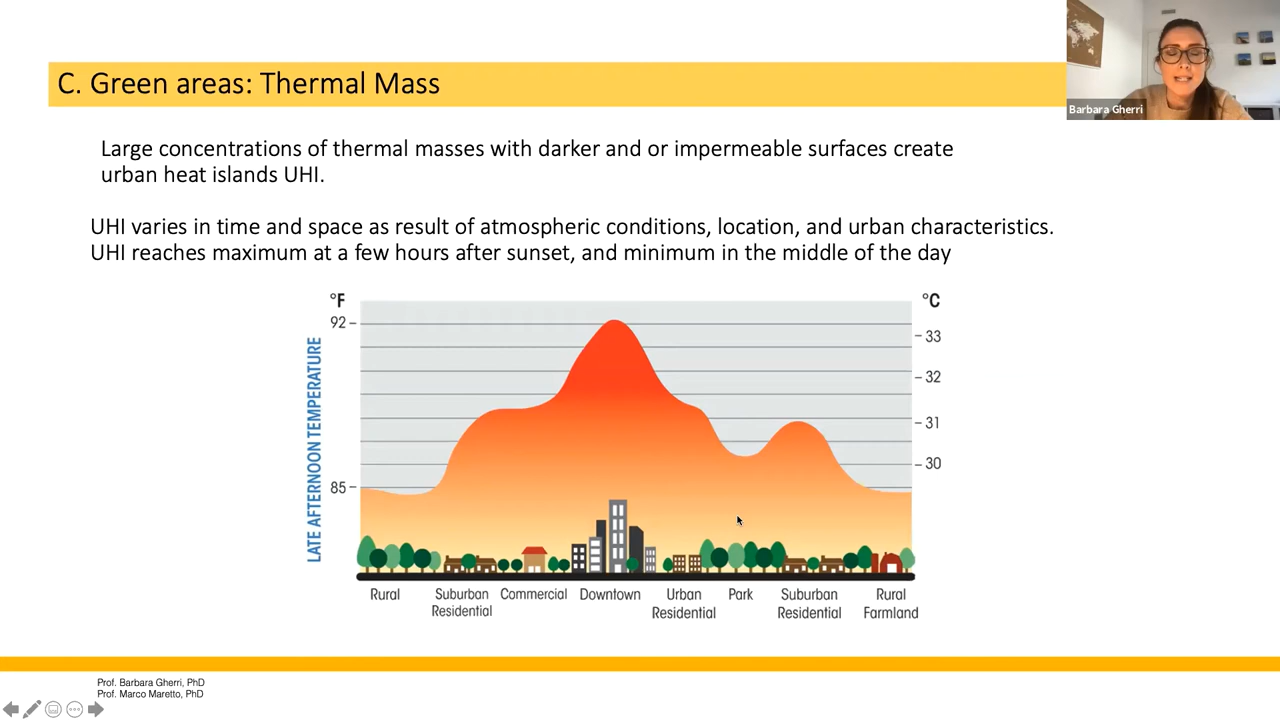 C. Green areas: Thermal Mass
Barbara Gherri
Large concentrations of thermal masses with darker and or impermeable surfaces create
urban heat islands UHI.
UHI varies in time and space as result of atmospheric conditions, location, and urban characteristics.
UHI reaches maximum at a few hours after sunset, and minimum in the middle of the day
°F
°C
92
33
32
31
30
85
LATE AFTERNOON TEMPERATURE
Rural
Suburban
Residential
Commercial
Downtown
Urban
Residential
Park
Suburban
Residential
Rural
Farmland
Prof. Barbara Gherri, PhD
Prof. Marco Maretto, PhD